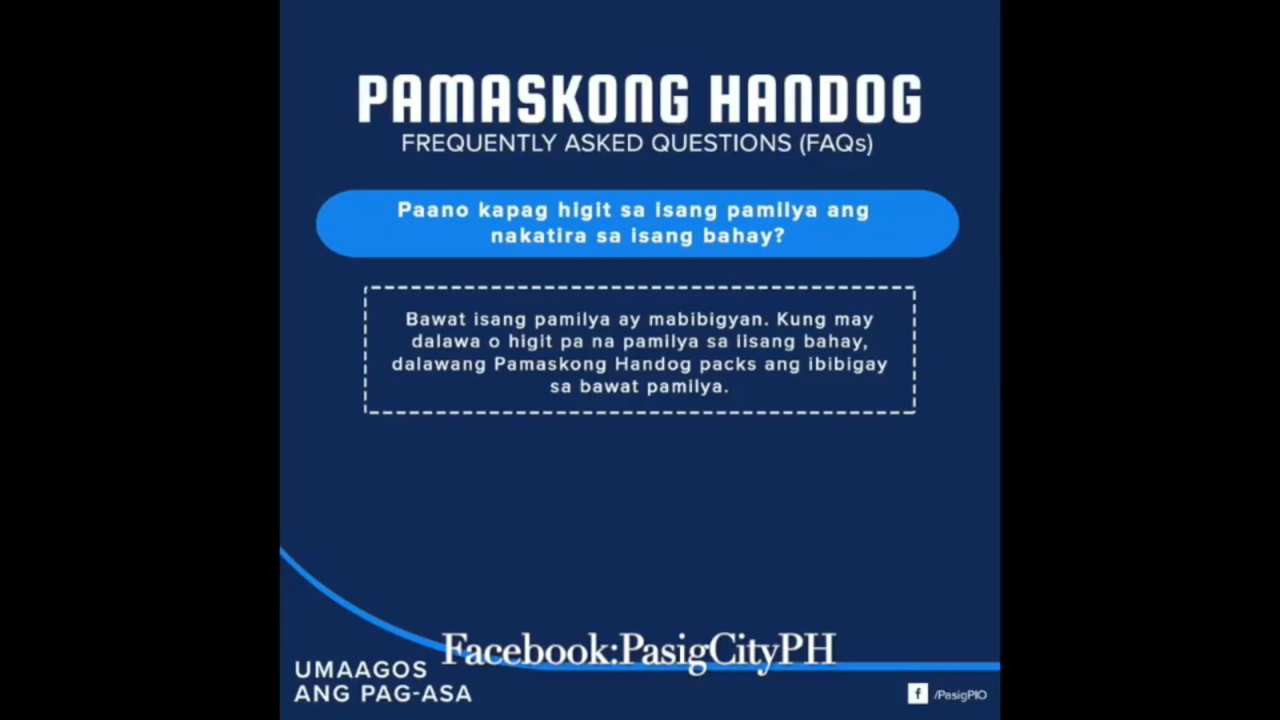 PAMASKONG HANDOG
FREQUENTLY ASKED QUESTIONS (FAQs)
Paano kapag higit sa isang pamilya ang
nakatira sa isang bahay?
Bawat isang pamilya ay mabibigyan. Kung may
dalawa o higit pa na pamilya sa iisang bahay,
dalawang Pamaskong Handog packs ang ibibigay
sa bawat pamilya.
Facebook:PasigCityPH
UMAAGOS
ANG PAG-ASA
f /PasigPIO